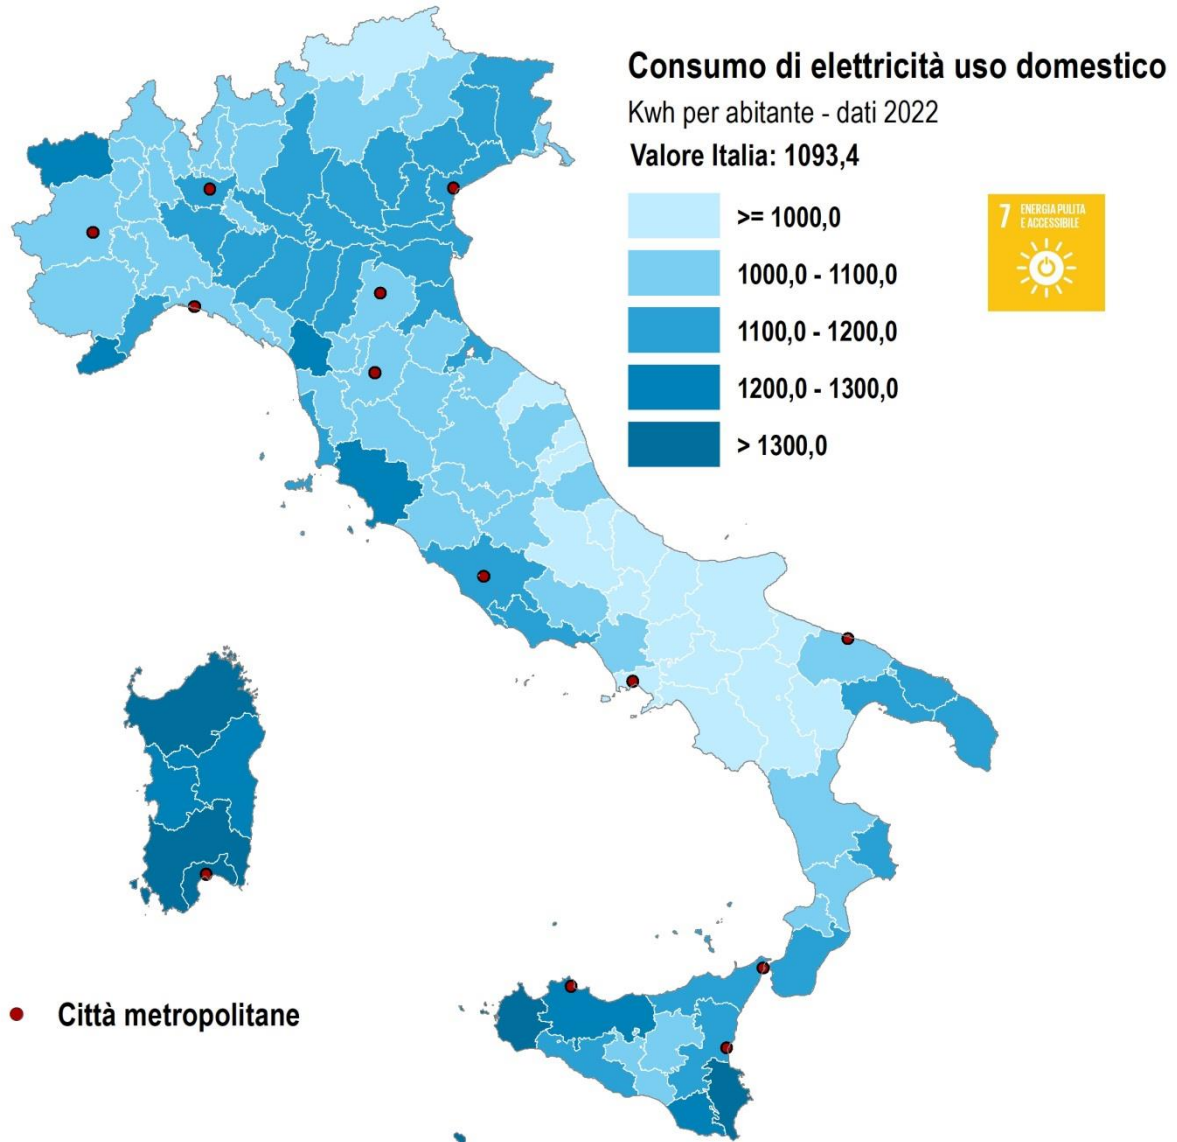 Consumo di elettricità uso domestico
Kwh per abitante - dati 2022
Valore Italia: 1093,4
>= 1000,0
1000,0 - 1100,0
1100,0 - 1200,0
1200,0 - 1300,0
> 1300,0
7 ENERGIA PULITA
E ACCESSIBILE
Città metropolitane